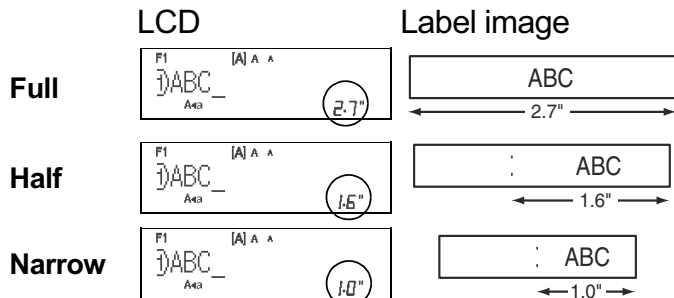 LCD Label image
Full
F1 [A] A A
1)ABC_
A◂a
2.7"
ABC
2.7"
Half
F1 [A] A A
1)ABC_
A◂a
1.6"
ABC
1.6"
Narrow
F1 [A] A A
1)ABC_
A◂a
1.0"
ABC
1.0"